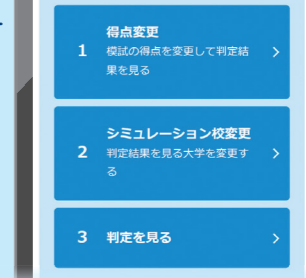 得点変更
1 模試の得点を変更して判定結
果を見る
シミュレーション校変更
2 判定結果を見る大学を変更す
る
3 判定を見る